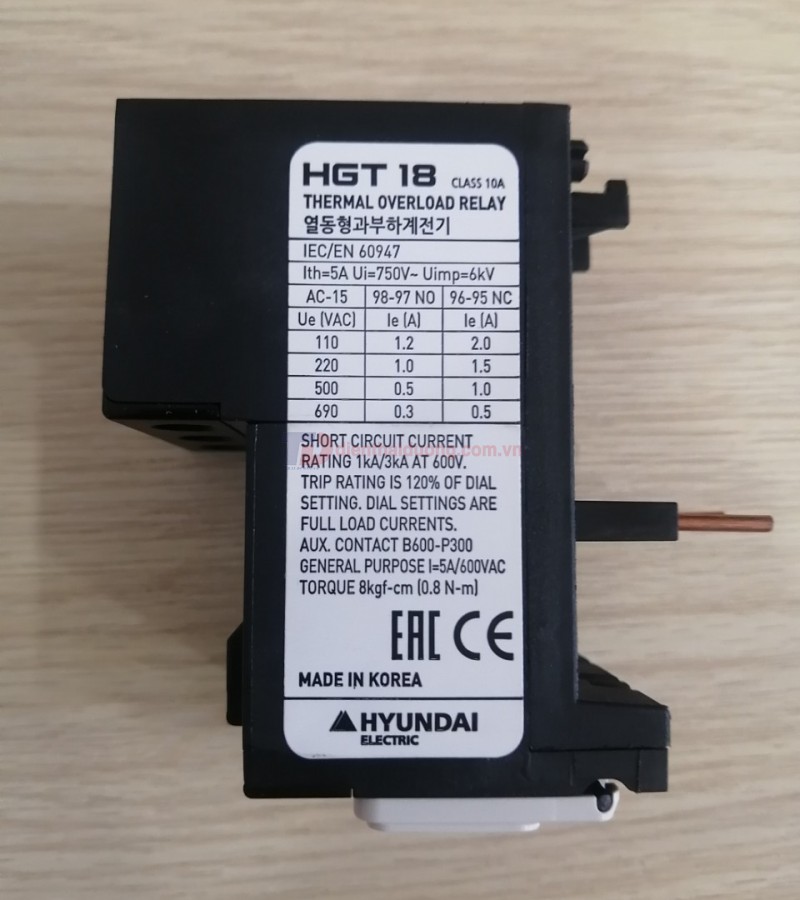 HGT 18 CLASS 10A
THERMAL OVERLOAD RELAY
열동형과부하계전기
IEC/EN 60947
Ith=5A Ui=750V~ Uimp=6kV
AC-15 98-97 NO 96-95 NC
Ue (VAC) Ie (A) Ie (A)
110 1.2 2.0
220 1.0 1.5
500 0.5 1.0
690 0.3 0.5
SHORT CIRCUIT CURRENT
RATING 1kA/3kA AT 600V.
TRIP RATING IS 120% OF DIAL
SETTING. DIAL SETTINGS ARE
FULL LOAD CURRENTS.
AUX. CONTACT B600-P300
GENERAL PURPOSE I=5A/600VAC
TORQUE 8kgf-cm (0.8 N-m)
EAC CE
MADE IN KOREA
HYUNDAI
ELECTRIC